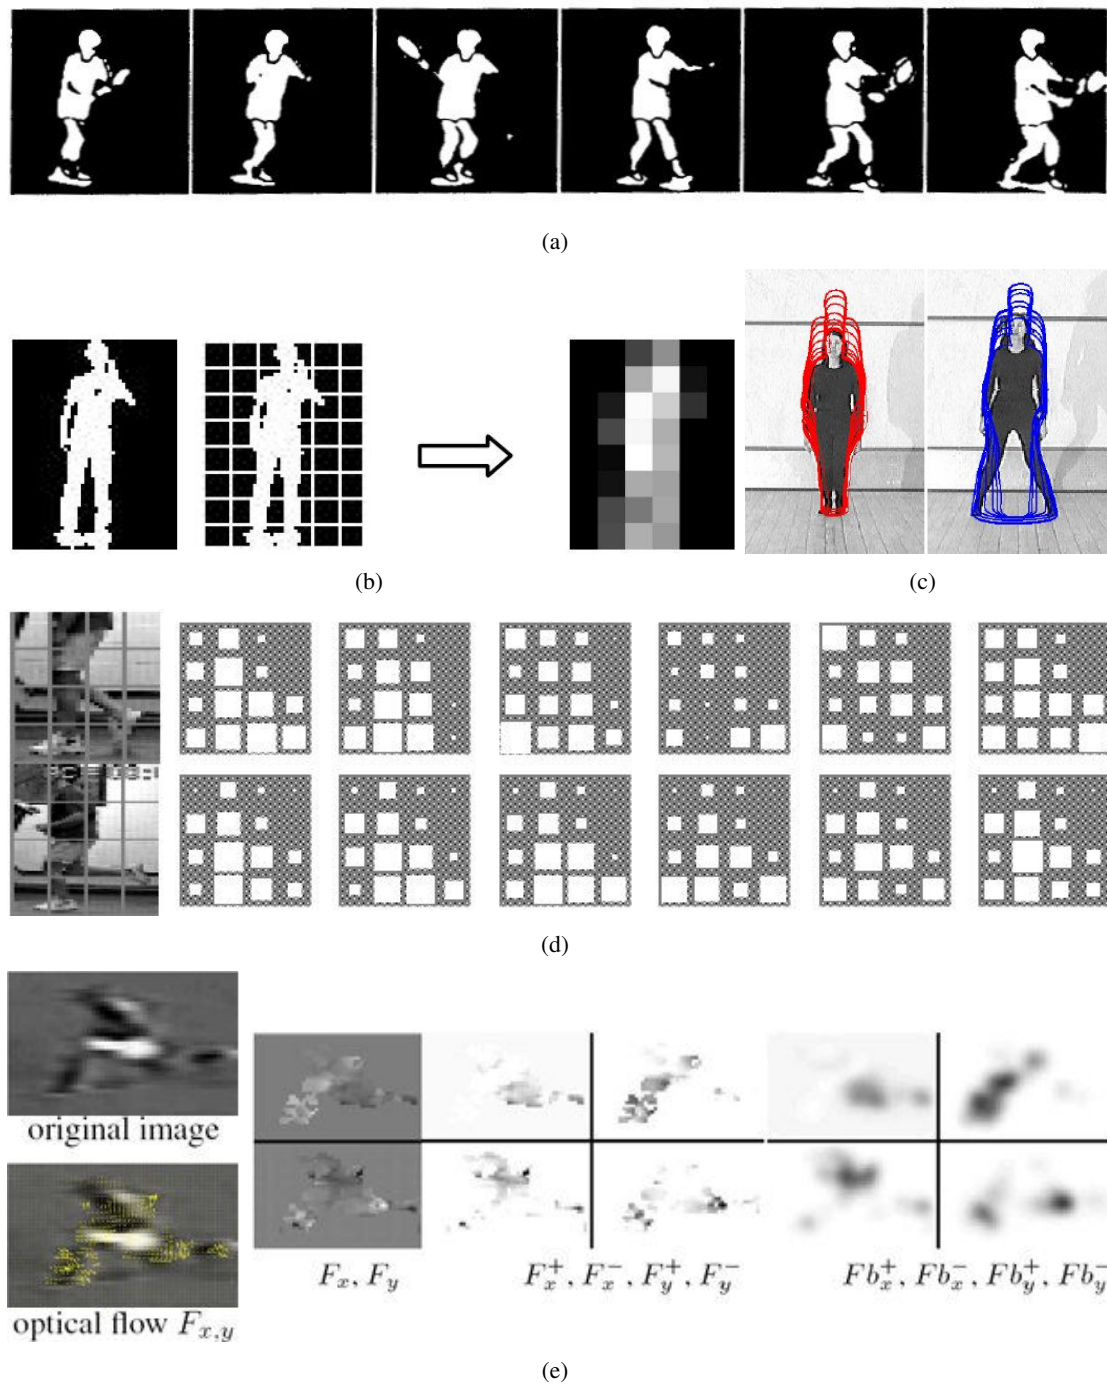 (a)
(b)
(c)
(d)
original image
optical flow $F_{x,y}$
$F_x, F_y$
$F_x^+, F_x^-, F_y^+, F_y^-$
$Fb_x^+, Fb_x^-, Fb_y^+, Fb_y^-$
(e)